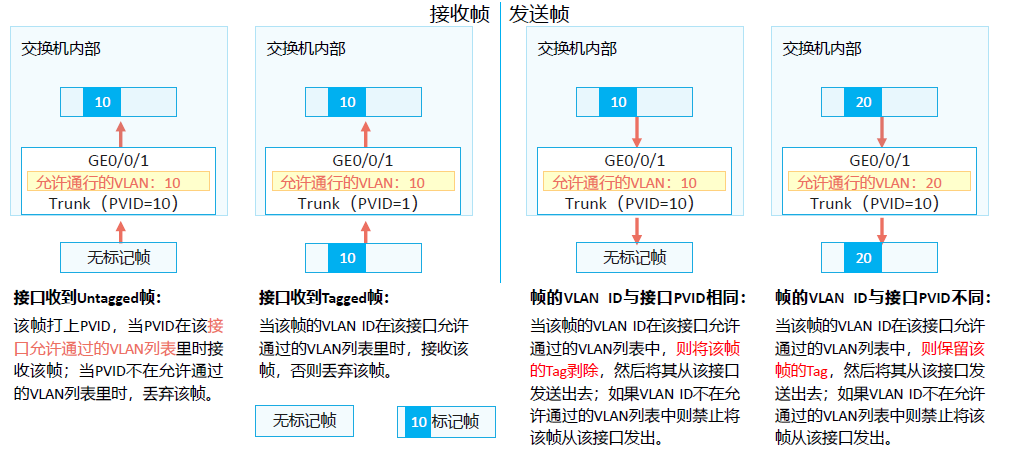 接收帧
发送帧
交换机内部
10
GE0/0/1
允许通行的VLAN：10
Trunk（PVID=10）
无标记帧
接口收到Untagged帧：
该帧打上PVID，当PVID在该接
口允许通过的VLAN列表里时接
收该帧；当PVID不在允许通过
的VLAN列表里时，丢弃该帧。
交换机内部
10
GE0/0/1
允许通行的VLAN：10
Trunk（PVID=1）
10
接口收到Tagged帧：
当该帧的VLAN ID在该接口允许
通过的VLAN列表里时，接收该
帧，否则丢弃该帧。
无标记帧
10 标记帧
交换机内部
10
GE0/0/1
允许通行的VLAN：10
Trunk（PVID=10）
无标记帧
帧的VLAN ID与接口PVID相同：
当该帧的VLAN ID在该接口允许
通过的VLAN列表中，则将该帧
的Tag剥除，然后将其从该接口
发送出去；如果VLAN ID不在允
许通过的VLAN列表中则禁止将
该帧从该接口发出。
交换机内部
20
GE0/0/1
允许通行的VLAN：20
Trunk（PVID=10）
20
帧的VLAN ID与接口PVID不同：
当该帧的VLAN ID在该接口允许
通过的VLAN列表中，则保留该
帧的Tag，然后将其从该接口发
送出去；如果VLAN ID不在允许
通过的VLAN列表中则禁止将该
帧从该接口发出。